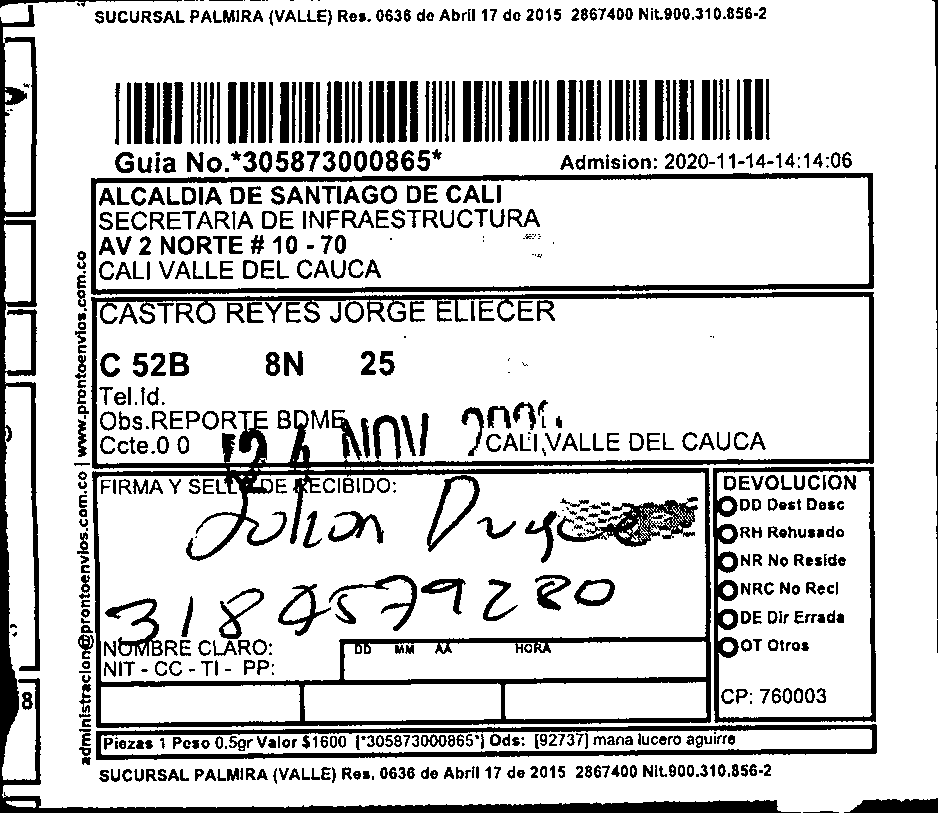 SUCURSAL PALMIRA (VALLE) Res. 0636 de Abril 17 de 2015 2867400 Nit.900.310.856-2
Guia No.*305873000865*
Admision: 2020-11-14-14:14:06
ALCALDIA DE SANTIAGO DE CALI
SECRETARIA DE INFRAESTRUCTURA
AV 2 NORTE # 10 - 70
CALI VALLE DEL CAUCA
CASTRO REYES JORGE ELIECER
C 52B 8N 25
Tel.Id.
Obs.REPORTE BDME
Ccte.0 0
24 NOV 2020
CALI,VALLE DEL CAUCA
FIRMA Y SELLO DE RECIBIDO:
Julian
NOMBRE CLARO:
NIT - CC - TI - PP:
DD MM AA HORA
DEVOLUCION
DD Dest Desc
RH Rehusado
NR No Reside
NRC No Recl
DE Dir Errada
OT Otros
CP: 760003
Piezas 1 Peso 0.5gr Valor $1600 [*305873000865*] Ods: [92737] maria lucero aguirre
SUCURSAL PALMIRA (VALLE) Res. 0636 de Abril 17 de 2015 2867400 Nit.900.310.856-2
administracion@prontoenvios.com.co | www.prontoenvios.com.co
8